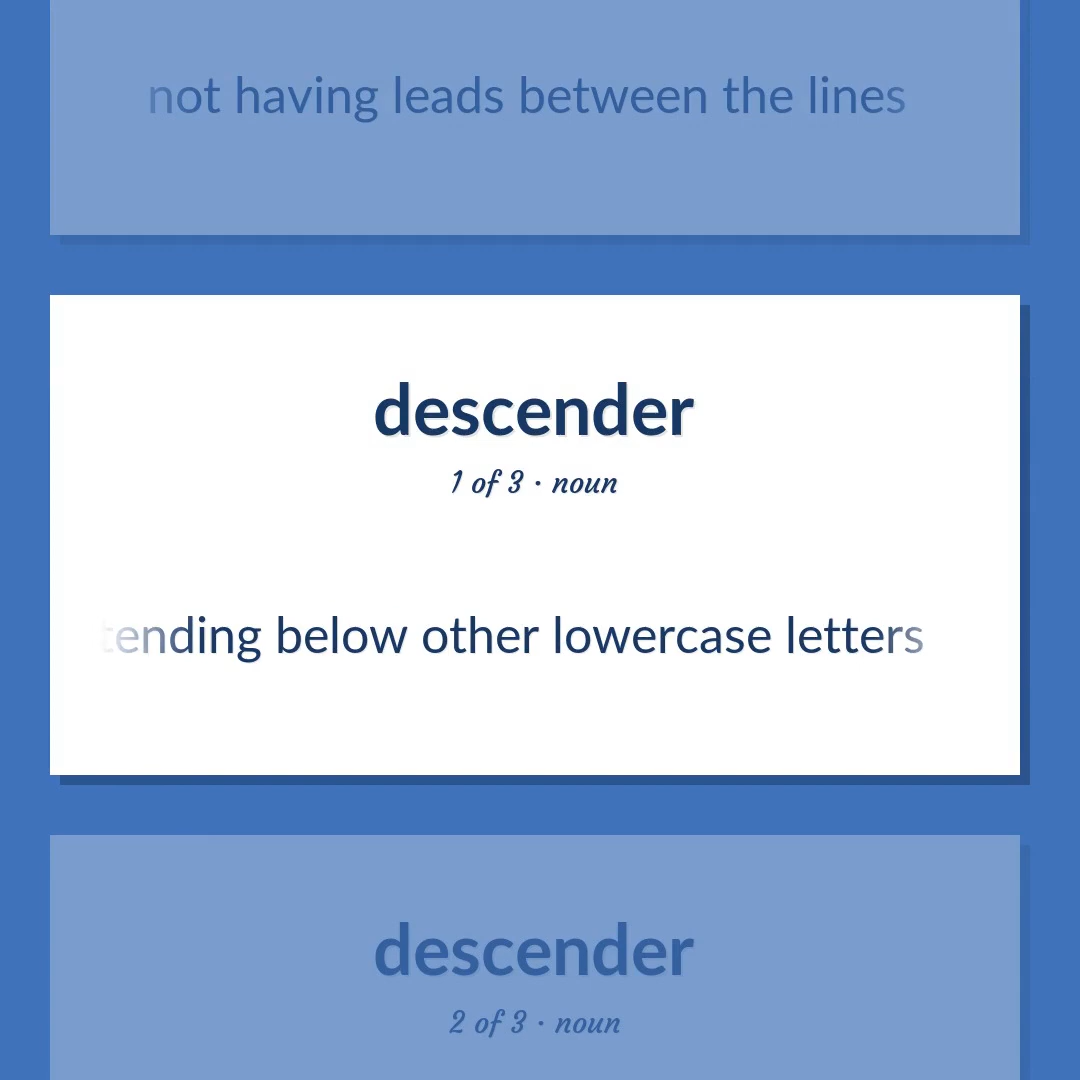 not having leads between the lines
descender
1 of 3 · noun
tending below other lowercase letters
descender
2 of 3 · noun